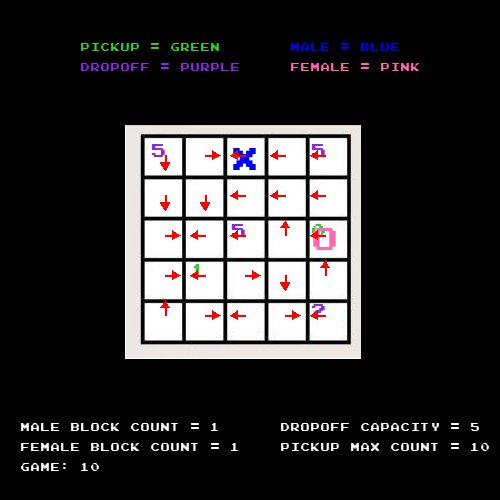 PICKUP = GREEN MALE = BLUE
DROPOFF = PURPLE FEMALE = PINK
5 X 5
5 0
1
2
MALE BLOCK COUNT = 1 DROPOFF CAPACITY = 5
FEMALE BLOCK COUNT = 1 PICKUP MAX COUNT = 10
GAME: 10